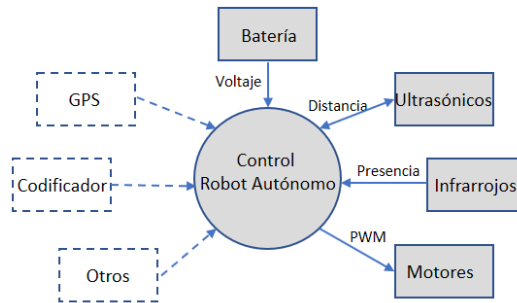 Batería
Voltaje
GPS
Distancia
Ultrasónicos
Codificador
Control
Robot Autónomo
Presencia
Infrarrojos
PWM
Otros
Motores